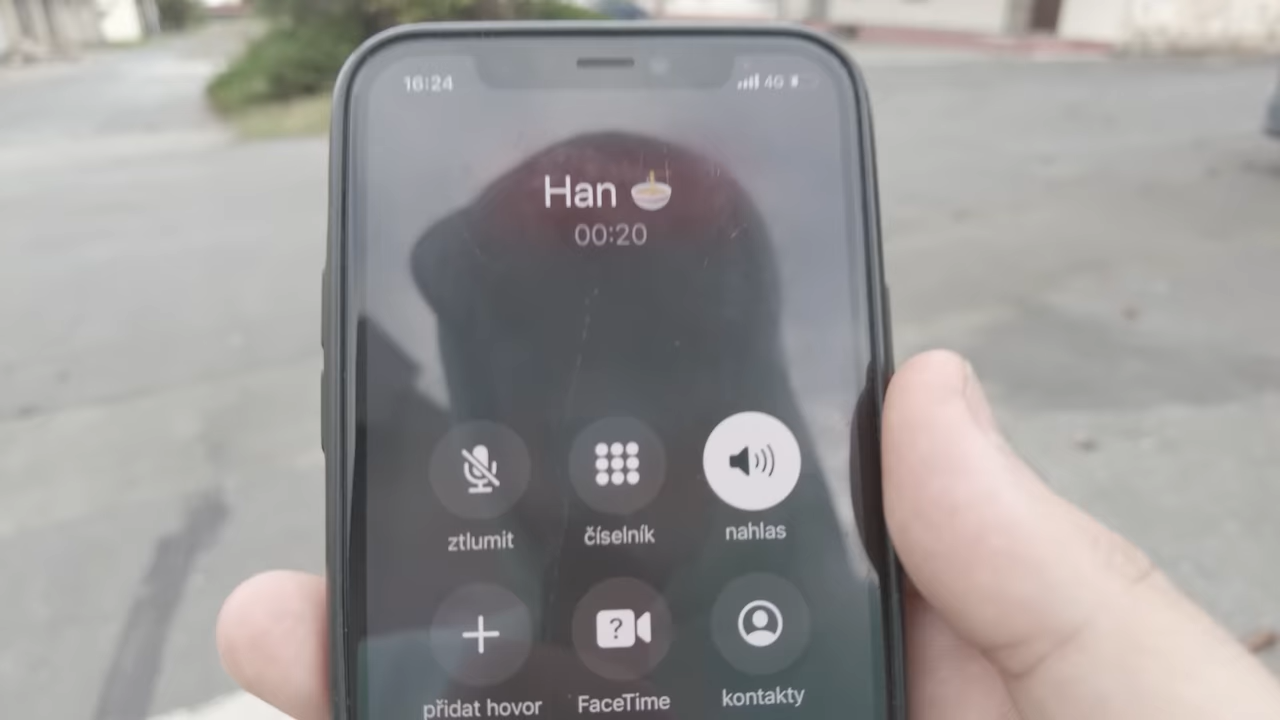 16:24 4G
Han 🍜
00:20
ztlumit číselník nahlas
?
přidat hovor FaceTime kontakty